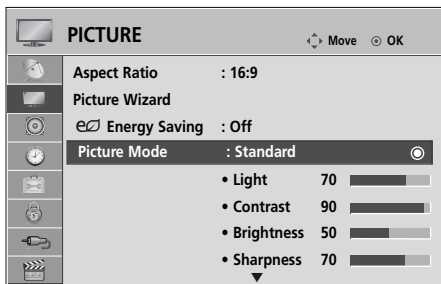 PICTURE Move OK
Aspect Ratio : 16:9
Picture Wizard
Energy Saving : Off
Picture Mode : Standard
• Light 70
• Contrast 90
• Brightness 50
• Sharpness 70